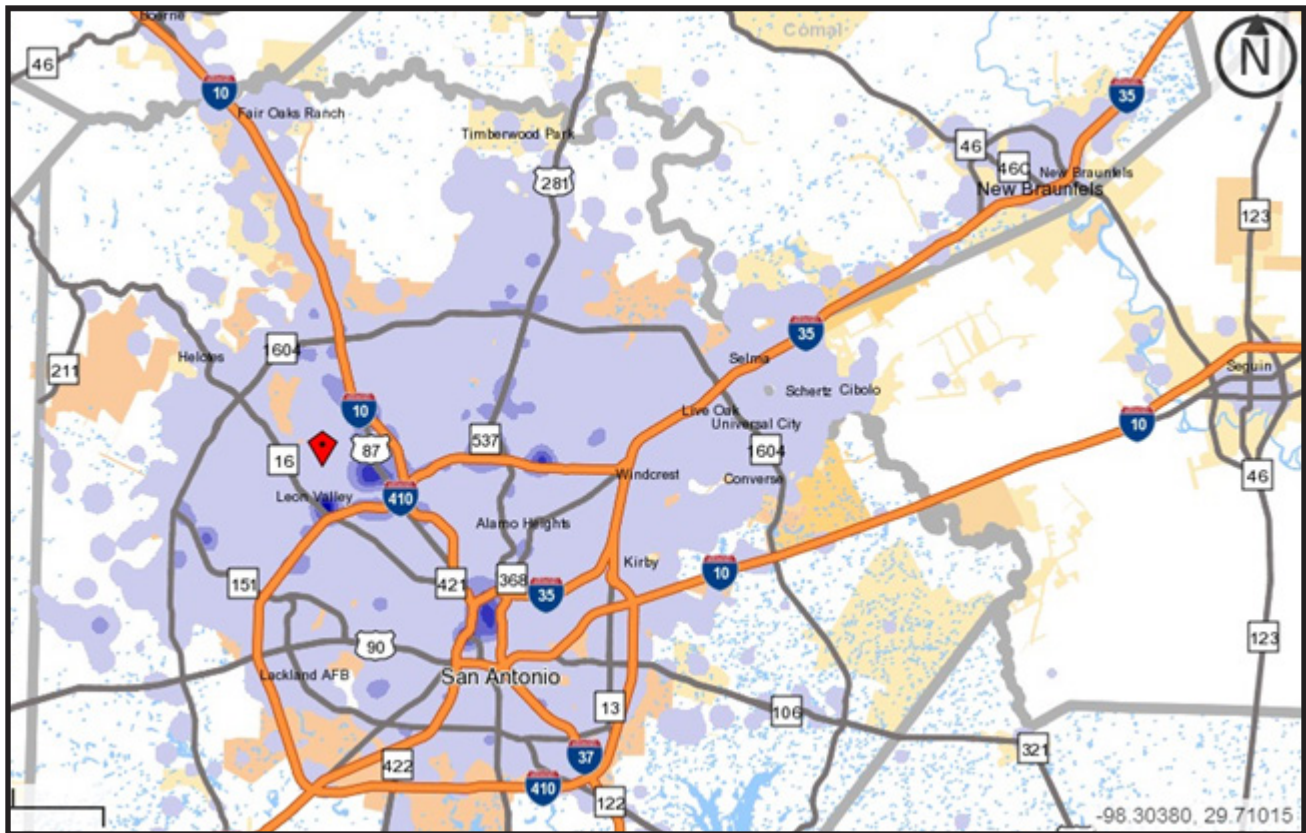 Boerne
46
10
Fair Oaks Ranch
Timberwood Park
281
Comal
35
N
46
46C
New Braunfels
New Braunfels
123
1604
Helotes
211
10
35
Selma
Schertz Cibolo
Live Oak
Universal City
Seguin
10
16
87
537
1604
Windcrest
Converse
46
Leon Valley
410
Alamo Heights
Kirby
10
151
421
368
35
90
Lackland AFB
San Antonio
13
106
123
422
37
410
122
321
-98.30380, 29.71015